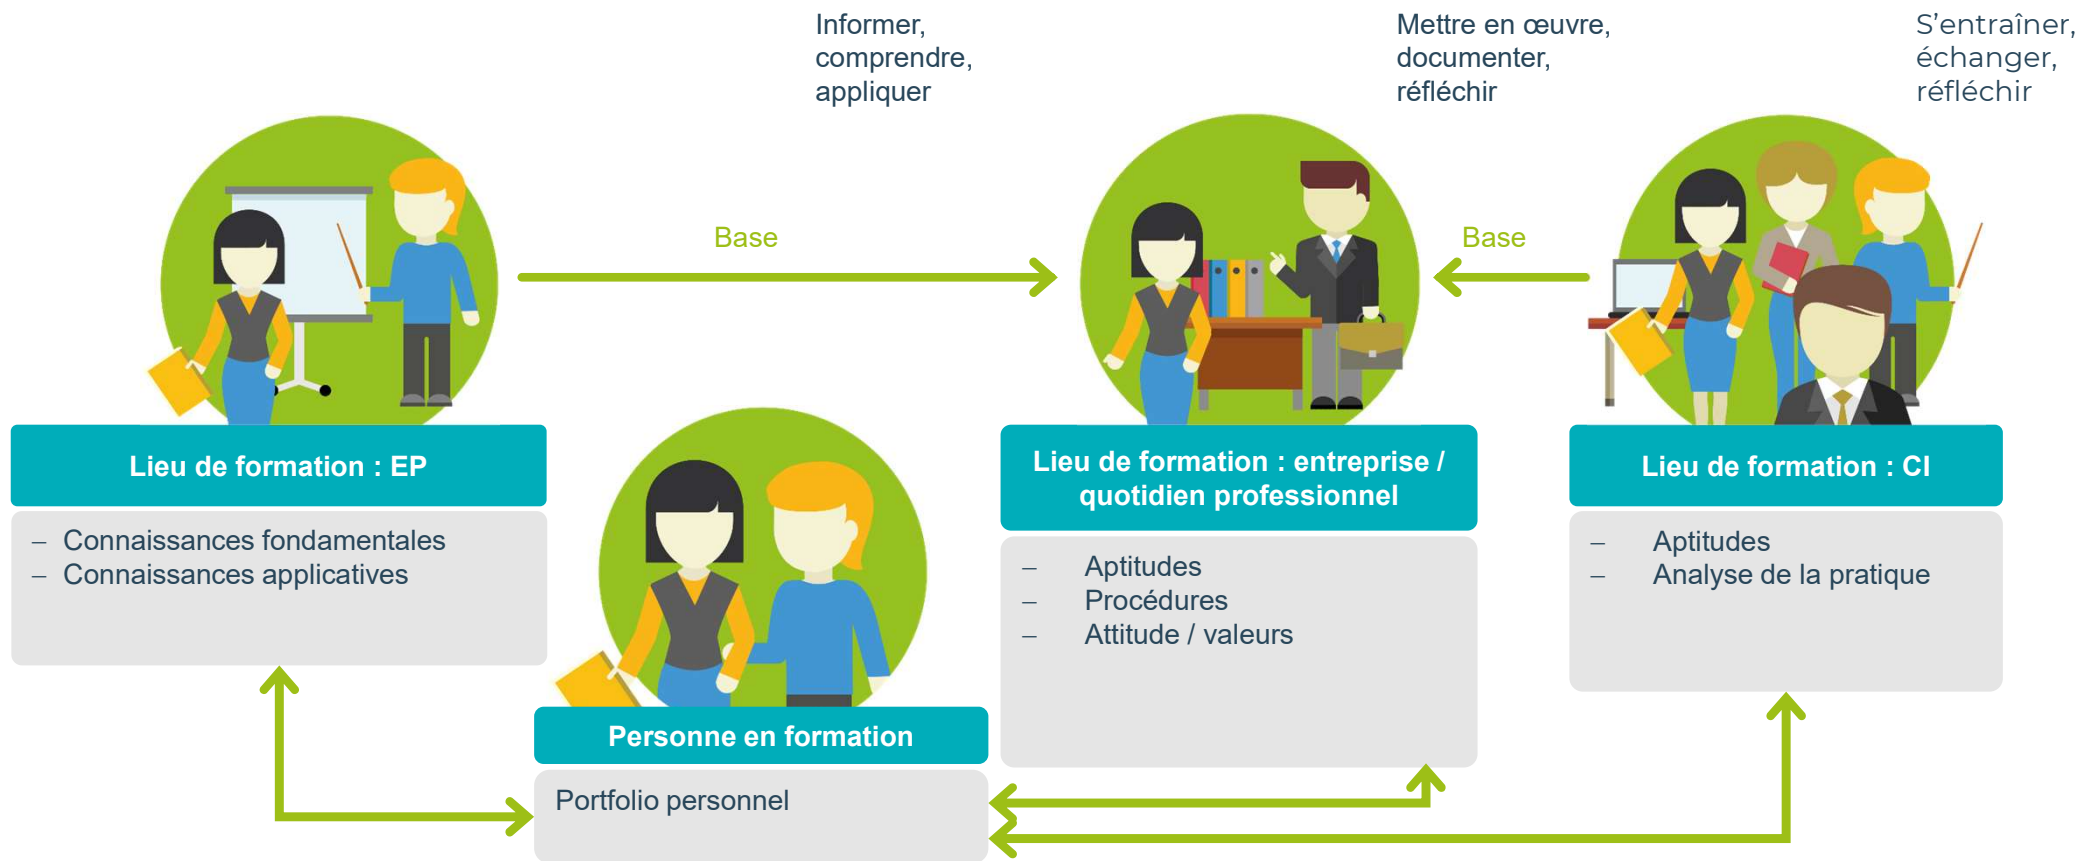 Informer,
comprendre,
appliquer
Mettre en œuvre,
documenter,
réfléchir
S’entraîner,
échanger,
réfléchir
Base
Base
Lieu de formation : EP
– Connaissances fondamentales
– Connaissances applicatives
Lieu de formation : entreprise /
quotidien professionnel
– Aptitudes
– Procédures
– Attitude / valeurs
Lieu de formation : CI
– Aptitudes
– Analyse de la pratique
Personne en formation
Portfolio personnel